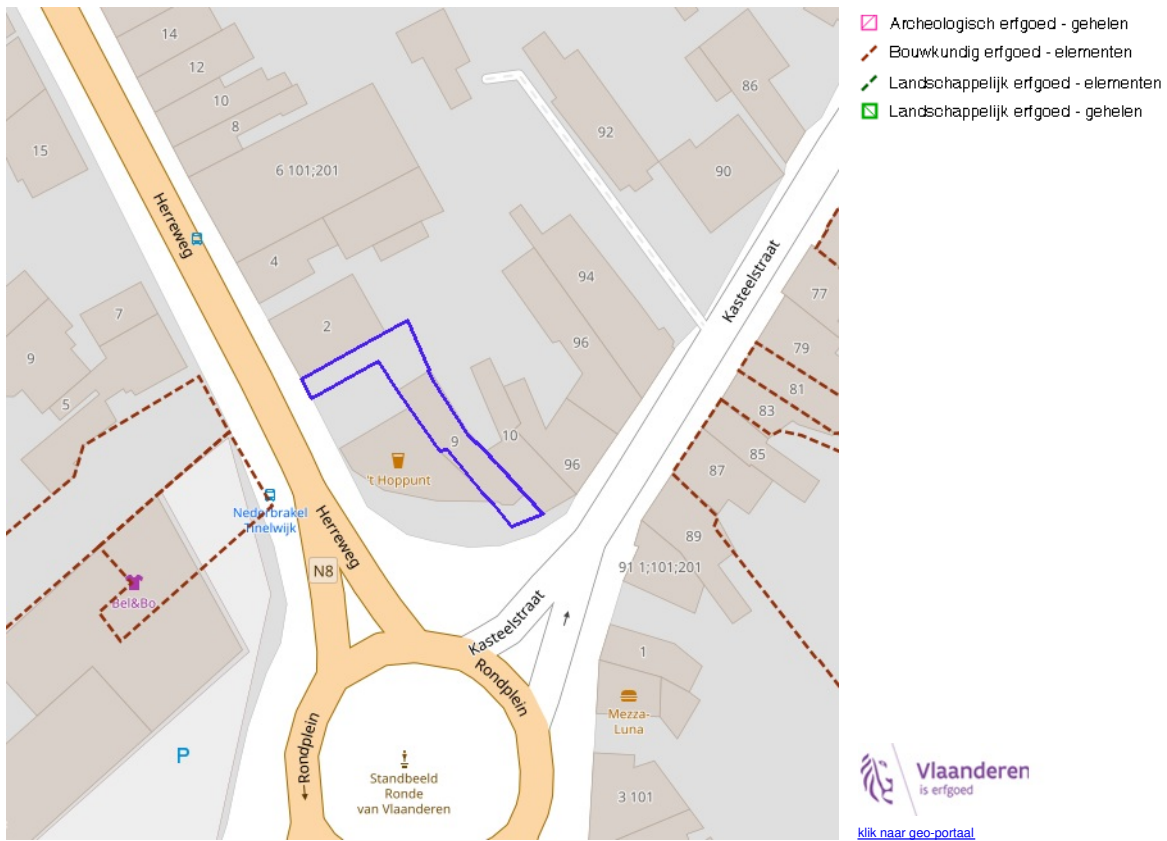 Archeologisch erfgoed - gehelen
Bouwkundig erfgoed - elementen
Landschappelijk erfgoed - elementen
Landschappelijk erfgoed - gehelen
14
12
10
8
15
6 101;201
86
92
90
Herreweg
4
94
Kasteelstraat
77
7
2
96
79
9
81
5
83
9
10
85
96
87
't Hoppunt
Nederbrakel
Tinelwijk
Herreweg
89
N8
91 1;101;201
Bel&Bo
Kasteelstraat
1
Rondplein
Mezza-
Luna
Rondplein
P
Standbeeld
Ronde
van Vlaanderen
3 101
Vlaanderen
is erfgoed
klik naar geo-portaal